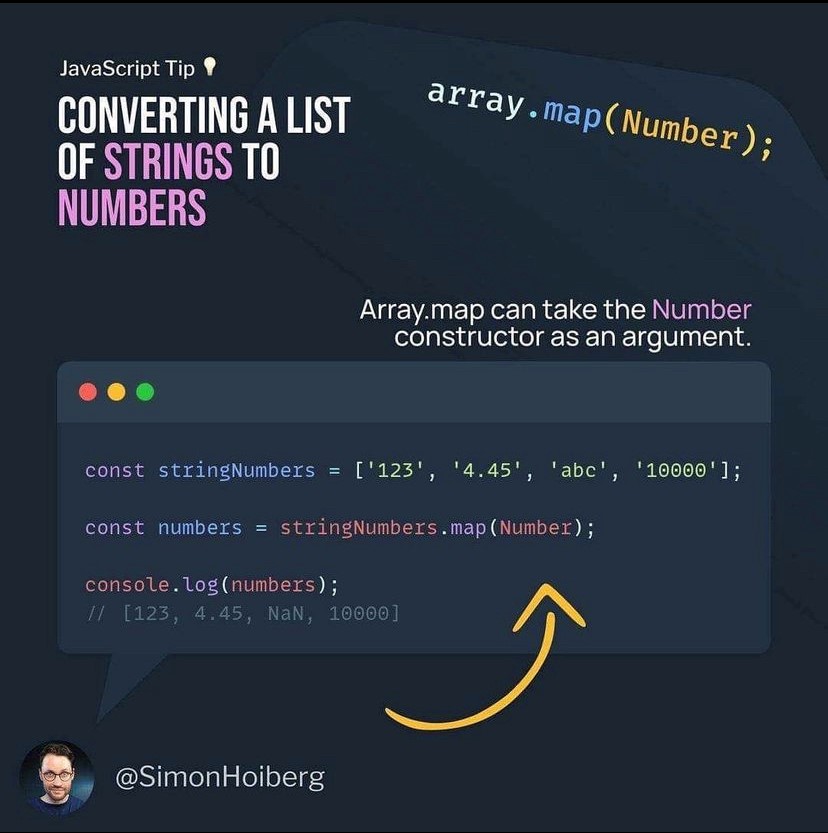 JavaScript Tip
CONVERTING A LIST
OF STRINGS TO
NUMBERS
array.map(Number);
Array.map can take the Number
constructor as an argument.
const stringNumbers = ['123', '4.45', 'abc', '10000'];
const numbers = stringNumbers.map(Number);
console.log(numbers);
// [123, 4.45, NaN, 10000]
@SimonHoiberg